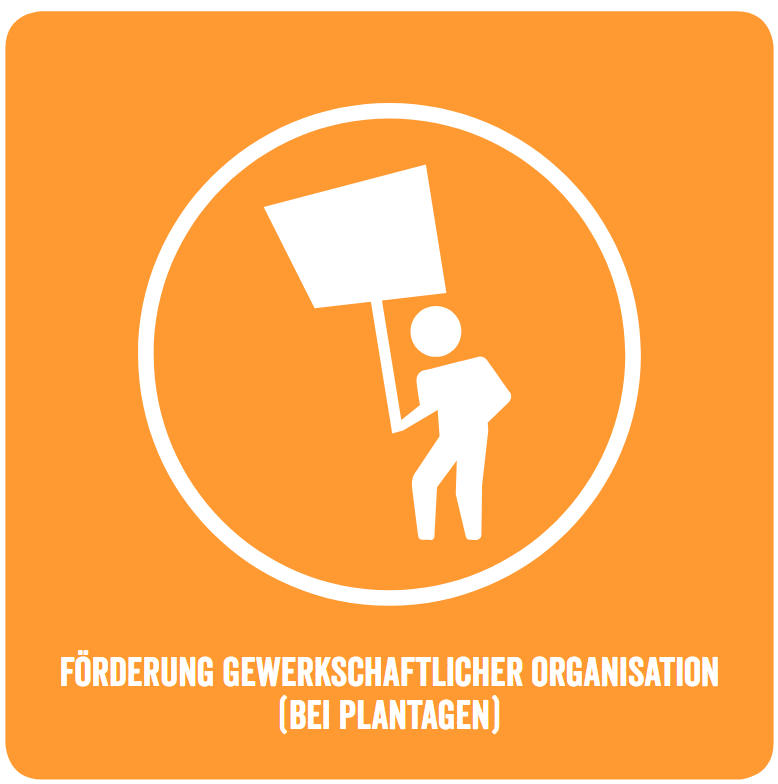 FÖRDERUNG GEWERKSCHAFTLICHER ORGANISATION
(BEI PLANTAGEN)